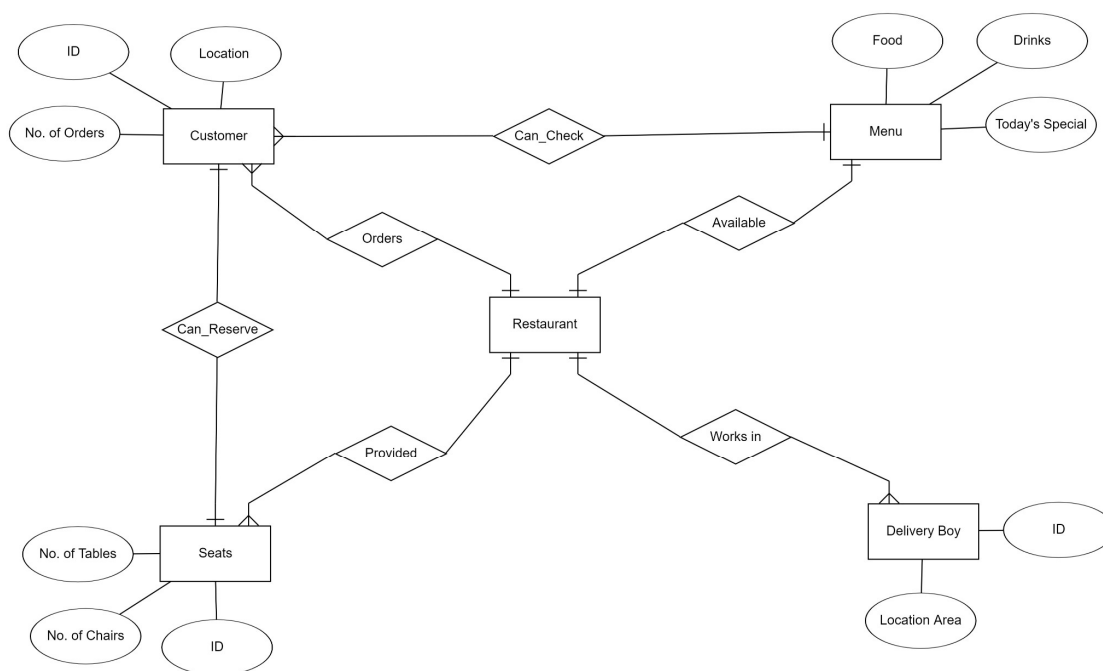 ID
Location
Food
Drinks
No. of Orders
Customer
Can_Check
Menu
Today's Special
Orders
Available
Can_Reserve
Restaurant
Provided
Works in
No. of Tables
Seats
Delivery Boy
ID
No. of Chairs
ID
Location Area